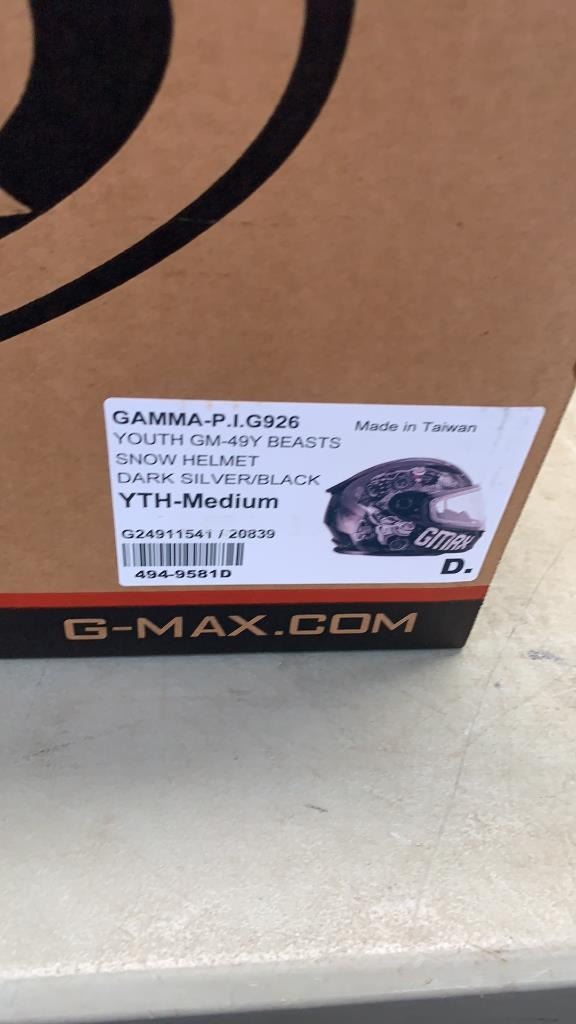 GAMMA-P.I.G926
Made in Taiwan
YOUTH GM-49Y BEASTS
SNOW HELMET
DARK SILVER/BLACK
YTH-Medium
G24911541 / 20839
494-9581D
GMAX
D.
G-MAX.COM